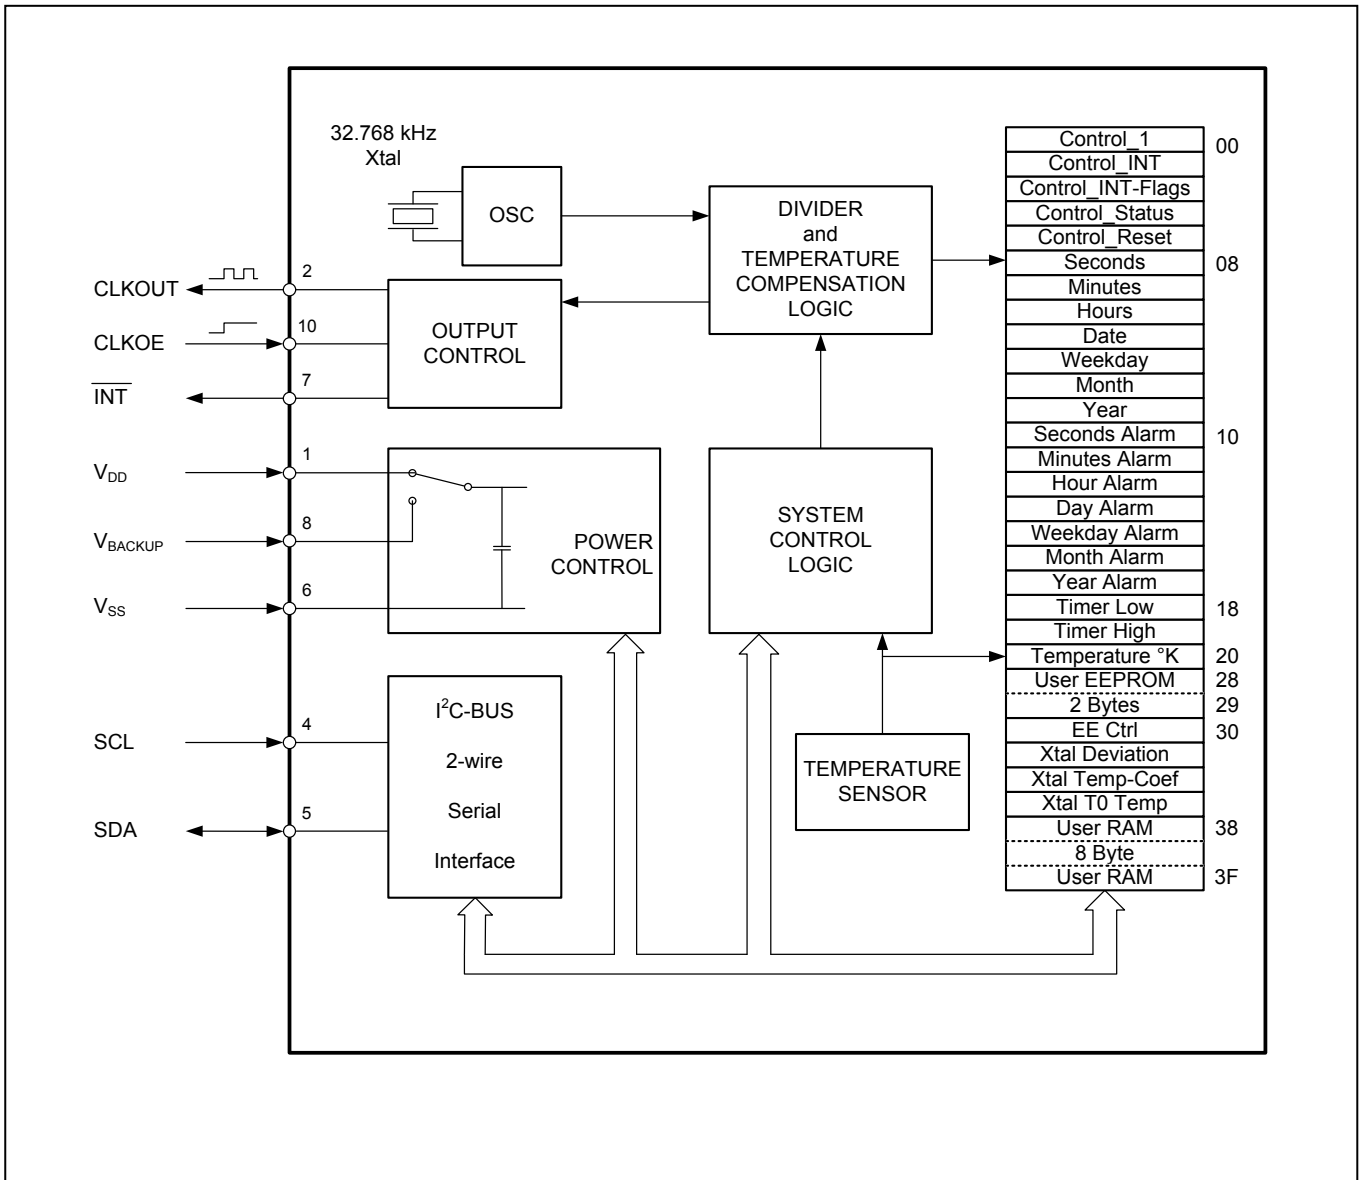 32.768 kHz
Xtal
OSC
DIVIDER
and
TEMPERATURE
COMPENSATION
LOGIC
CLKOUT
2
CLKOE
10
INT
7
OUTPUT
CONTROL
V_DD
1
V_BACKUP
8
V_SS
6
POWER
CONTROL
SYSTEM
CONTROL
LOGIC
SCL
4
SDA
5
I²C-BUS
2-wire
Serial
Interface
TEMPERATURE
SENSOR
Control_1 00
Control_INT
Control_INT-Flags
Control_Status
Control_Reset
Seconds 08
Minutes
Hours
Date
Weekday
Month
Year
Seconds Alarm 10
Minutes Alarm
Hour Alarm
Day Alarm
Weekday Alarm
Month Alarm
Year Alarm
Timer Low 18
Timer High
Temperature °K 20
User EEPROM 28
2 Bytes 29
EE Ctrl 30
Xtal Deviation
Xtal Temp-Coef
Xtal T0 Temp
User RAM 38
8 Byte
User RAM 3F